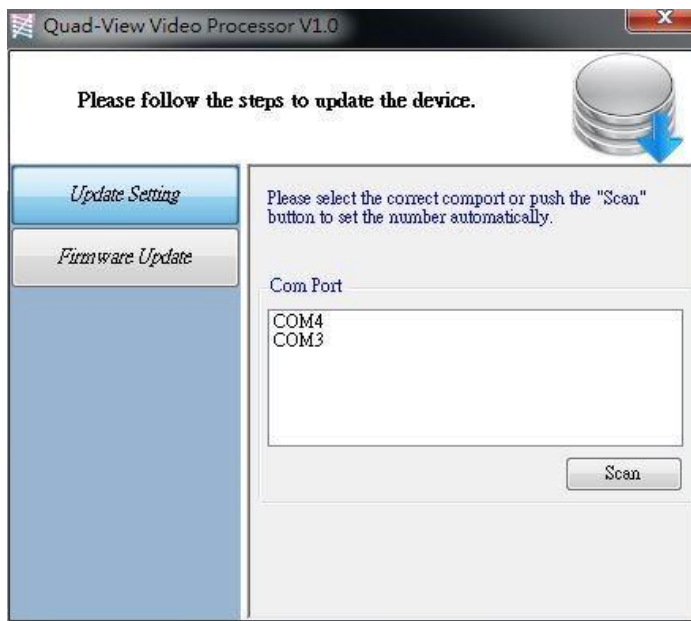 Quad-View Video Processor V1.0
Please follow the steps to update the device.
Update Setting
Firmware Update
Please select the correct comport or push the "Scan"
button to set the number automatically.
Com Port
COM4
COM3
Scan